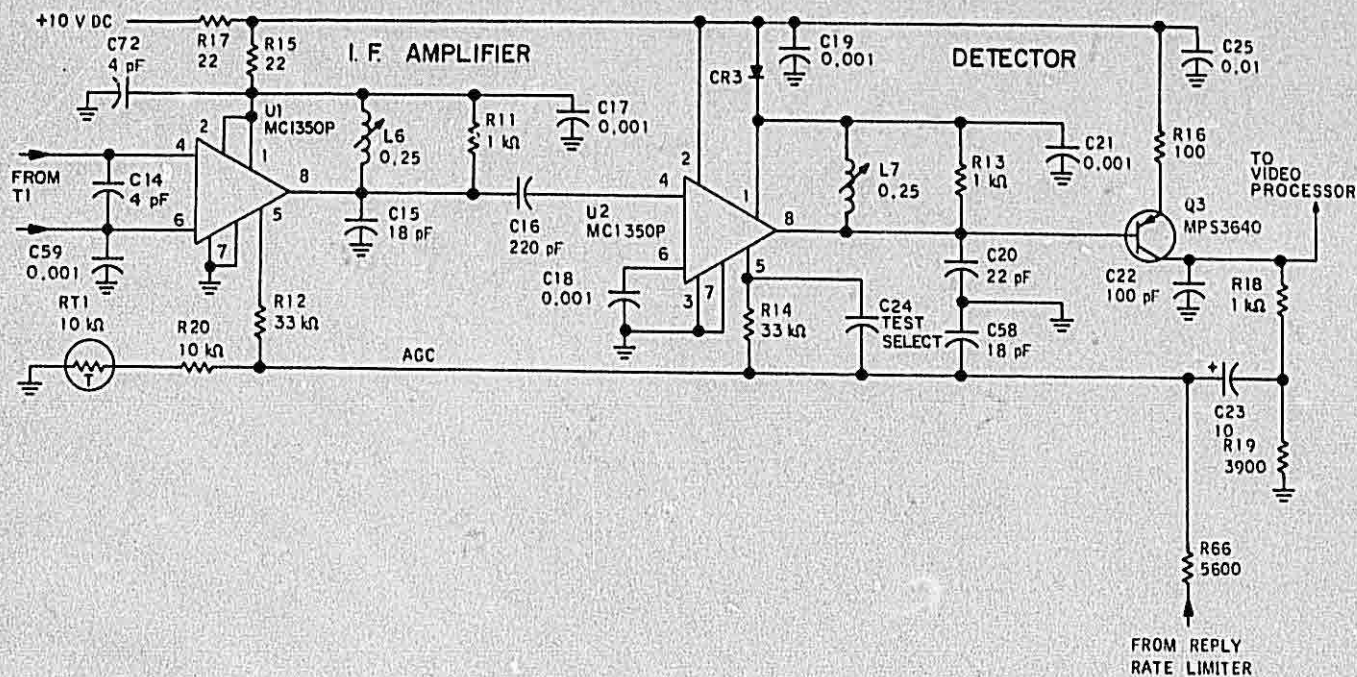 +10 V DC
R17
22
R15
22
C72
4 pF
I. F. AMPLIFIER
C19
0.001
CR3
DETECTOR
C25
0.01
U1
MC1350P
2
1
L6
0.25
R11
1 kΩ
C17
0.001
4
FROM
T1
C14
4 pF
8
6
5
7
C59
0.001
C15
18 pF
C16
220 pF
U2
MC1350P
4
2
1
8
6
5
3
7
C18
0.001
L7
0.25
R13
1 kΩ
C21
0.001
R16
100
TO
VIDEO
PROCESSOR
Q3
MPS3640
C20
22 pF
C22
100 pF
R18
1 kΩ
RT1
10 kΩ
T
R20
10 kΩ
R12
33 kΩ
AGC
R14
33 kΩ
C24
TEST
SELECT
C58
18 pF
+
C23
10
R19
3900
R66
5600
FROM REPLY
RATE LIMITER